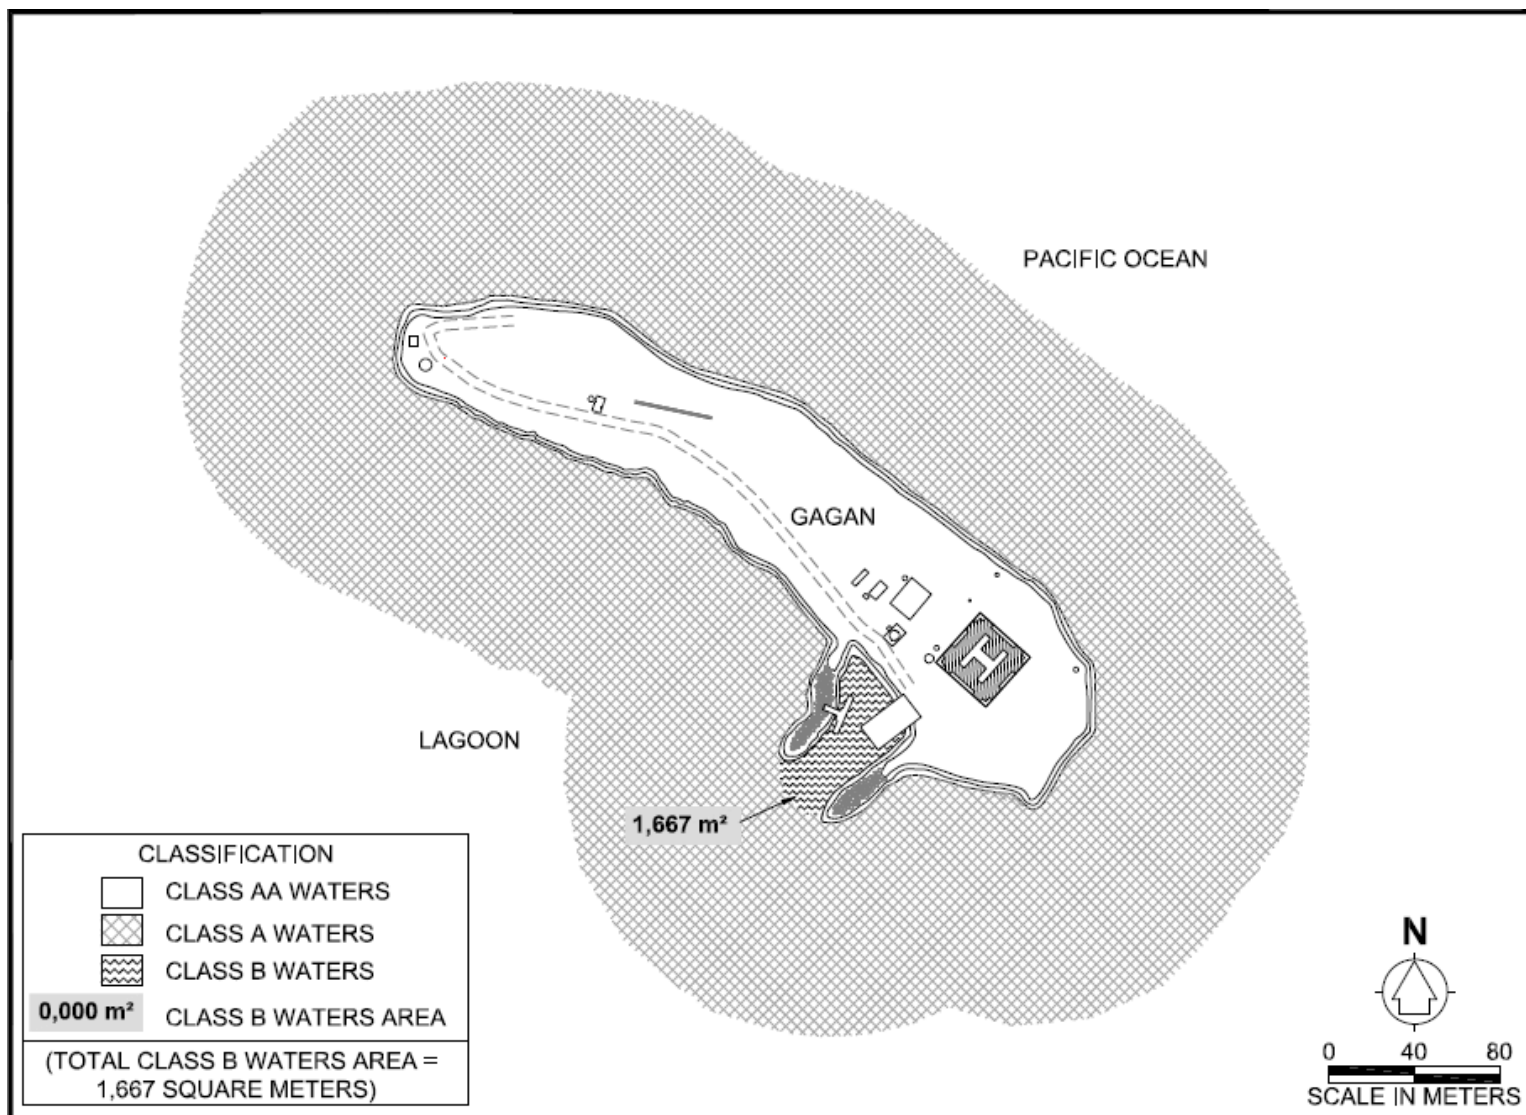 PACIFIC OCEAN
GAGAN
LAGOON
1,667 m²
CLASSIFICATION
CLASS AA WATERS
CLASS A WATERS
CLASS B WATERS
0,000 m² CLASS B WATERS AREA
(TOTAL CLASS B WATERS AREA =
1,667 SQUARE METERS)
N
0 40 80
SCALE IN METERS
H